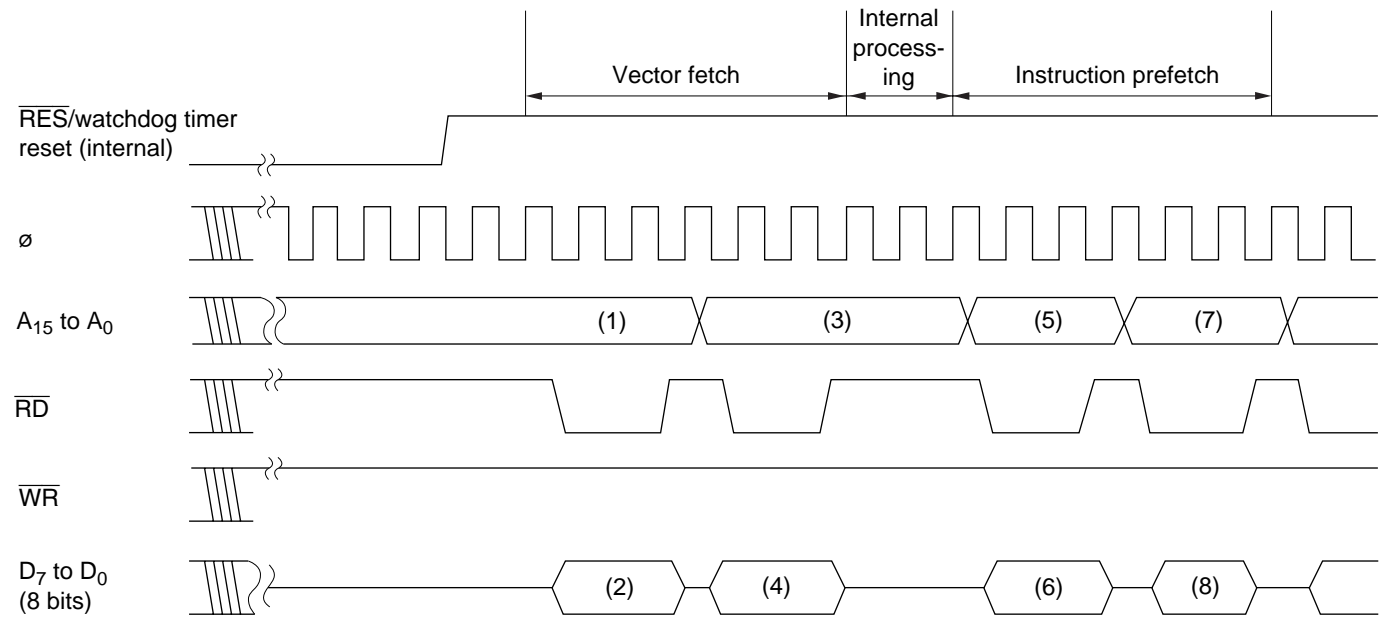 Internal
process-
ing
Vector fetch
Instruction prefetch
RES/watchdog timer
reset (internal)
ø
A15 to A0
(1)
(3)
(5)
(7)
RD
WR
D7 to D0
(8 bits)
(2)
(4)
(6)
(8)